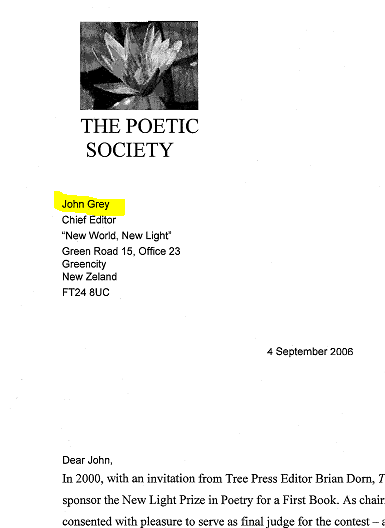 THE POETIC
SOCIETY
John Grey
Chief Editor
“New World, New Light”
Green Road 15, Office 23
Greencity
New Zeland
FT24 8UC
4 September 2006
Dear John,
In 2000, with an invitation from Tree Press Editor Brian Dorn, T
sponsor the New Light Prize in Poetry for a First Book. As chair
consented with pleasure to serve as final judge for the contest – a